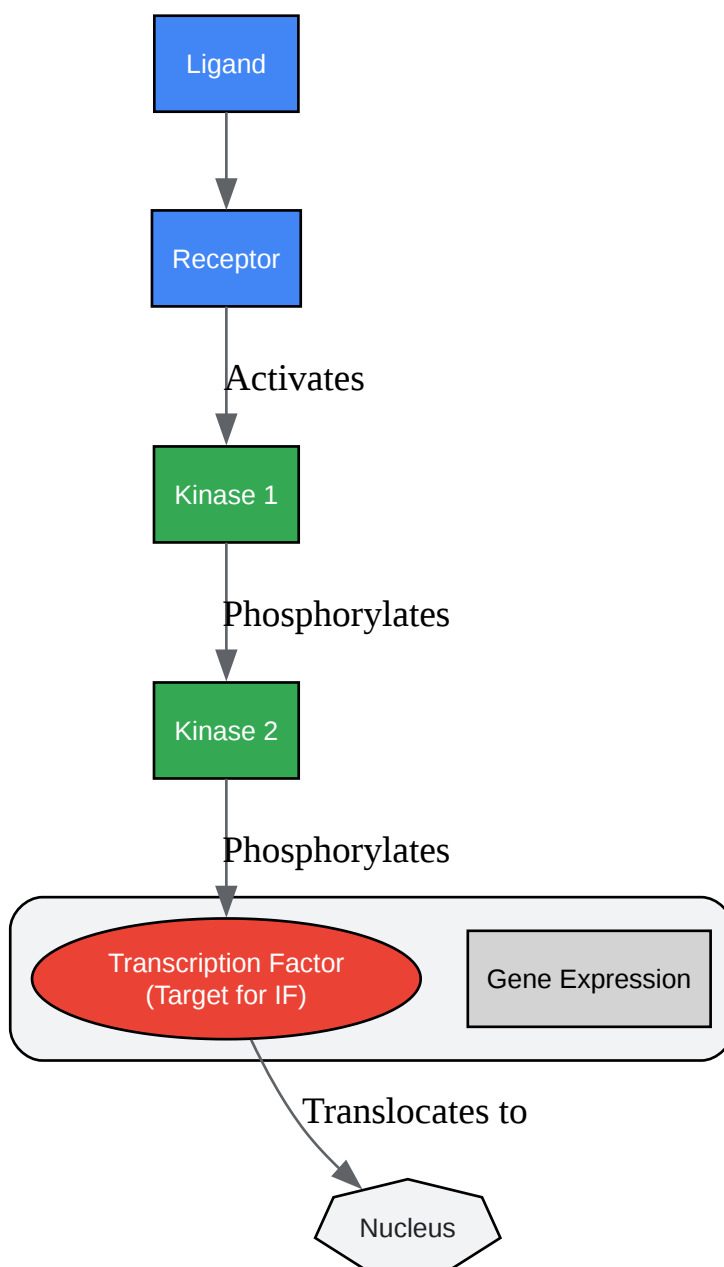 Ligand
Receptor
Activates
Kinase 1
Phosphorylates
Kinase 2
Phosphorylates
Transcription Factor
(Target for IF)
Gene Expression
Translocates to
Nucleus